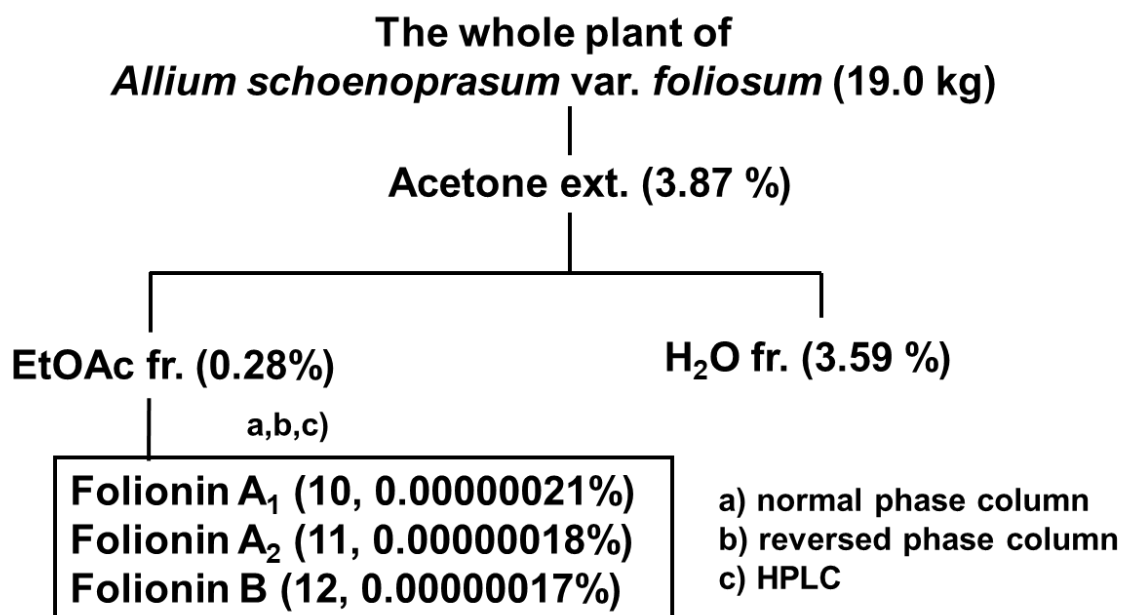 The whole plant of
Allium schoenoprasum var. foliosum (19.0 kg)
Acetone ext. (3.87 %)
EtOAc fr. (0.28%)
H₂O fr. (3.59 %)
a,b,c)
Folionin A₁ (10, 0.00000021%)
Folionin A₂ (11, 0.00000018%)
Folionin B (12, 0.00000017%)
a) normal phase column
b) reversed phase column
c) HPLC